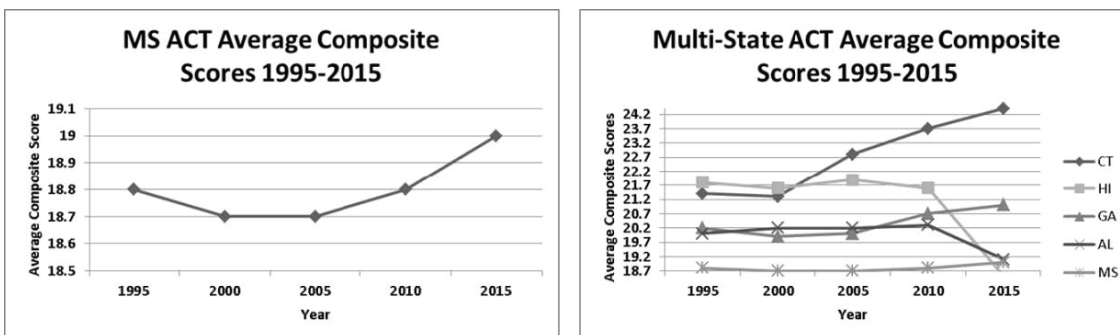 MS ACT Average Composite
Scores 1995-2015
Average Composite Score
19.1
19
18.9
18.8
18.7
18.6
18.5
1995 2000 2005 2010 2015
Year
Multi-State ACT Average Composite
Scores 1995-2015
Average Composite Scores
24.2
23.7
23.2
22.7
22.2
21.7
21.2
20.7
20.2
19.7
19.2
18.7
1995 2000 2005 2010 2015
Year
CT
HI
GA
AL
MS